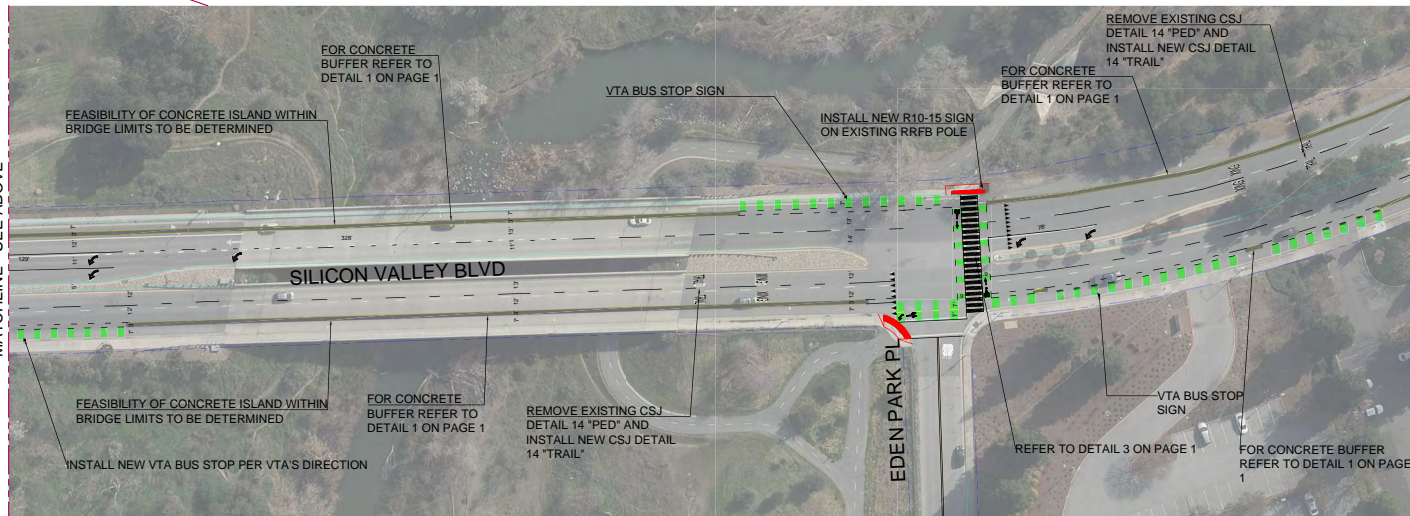 REMOVE EXISTING CSJ
DETAIL 14 "PED" AND
INSTALL NEW CSJ DETAIL
14 "TRAIL"
FOR CONCRETE
BUFFER REFER TO
DETAIL 1 ON PAGE 1
FOR CONCRETE
BUFFER REFER TO
DETAIL 1 ON PAGE 1
VTA BUS STOP SIGN
FEASIBILITY OF CONCRETE ISLAND WITHIN
BRIDGE LIMITS TO BE DETERMINED
INSTALL NEW R10-15 SIGN
ON EXISTING RRFB POLE
SILICON VALLEY BLVD
328'
129'
EDEN PARK PL
FEASIBILITY OF CONCRETE ISLAND WITHIN
BRIDGE LIMITS TO BE DETERMINED
FOR CONCRETE
BUFFER REFER TO
DETAIL 1 ON PAGE 1
REMOVE EXISTING CSJ
DETAIL 14 "PED" AND
INSTALL NEW CSJ DETAIL
14 "TRAIL"
VTA BUS STOP
SIGN
REFER TO DETAIL 3 ON PAGE 1
FOR CONCRETE BUFFER
REFER TO DETAIL 1 ON PAGE
1
INSTALL NEW VTA BUS STOP PER VTA'S DIRECTION